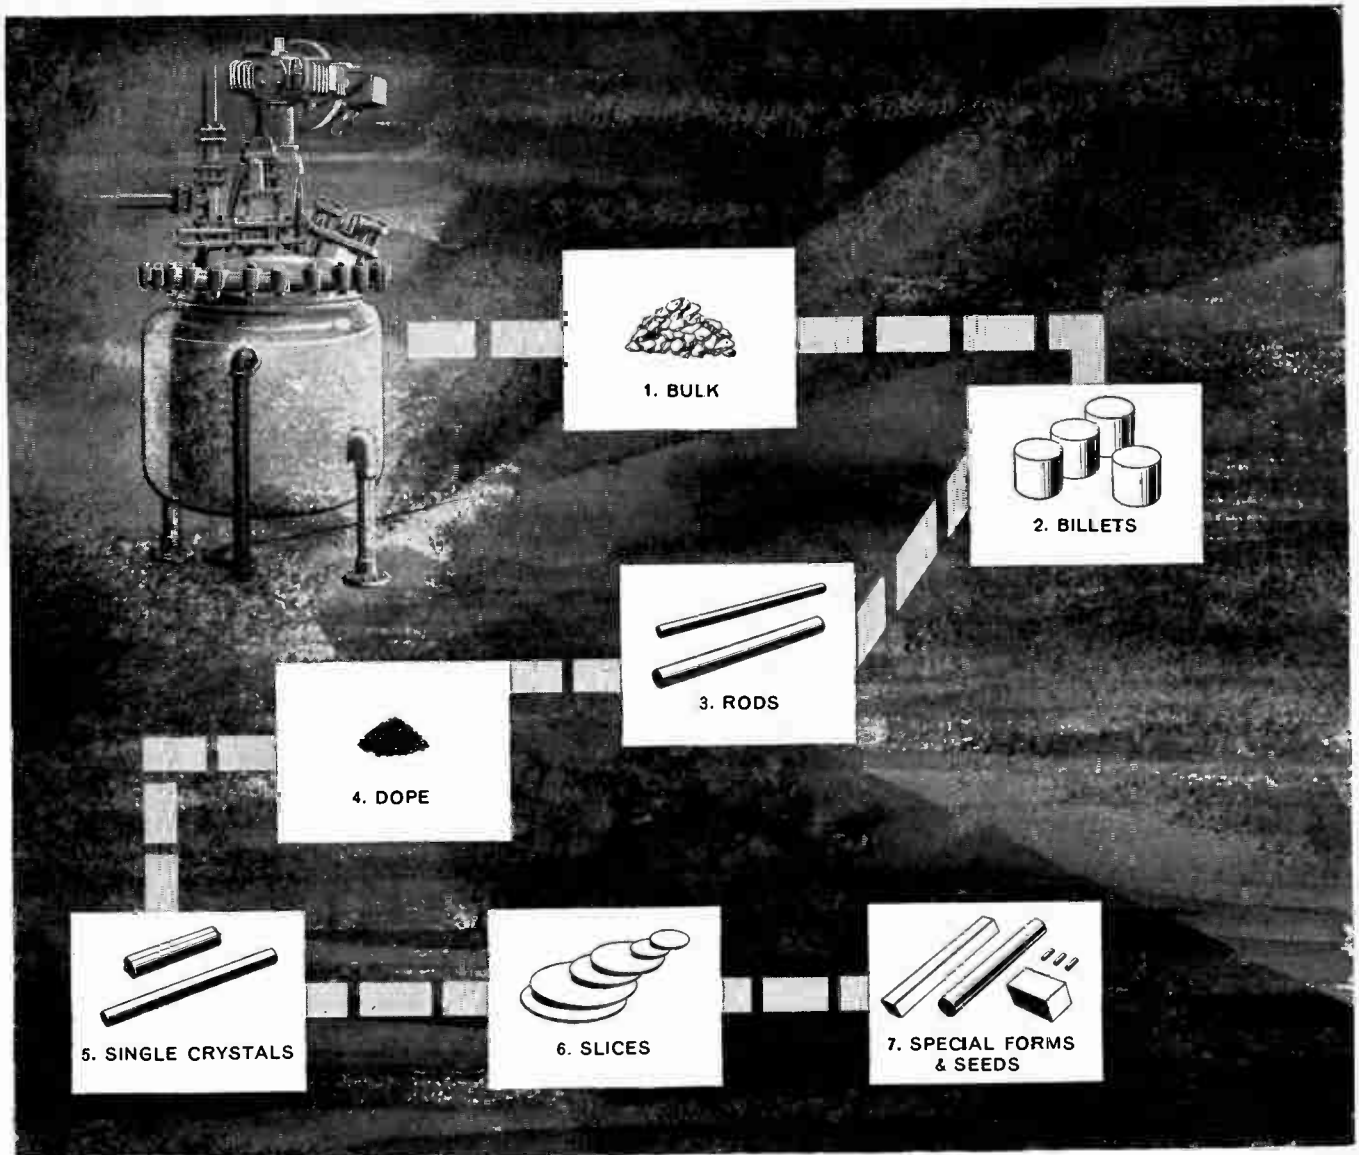 1. BULK
2. BILLETS
3. RODS
4. DOPE
5. SINGLE CRYSTALS
6. SLICES
7. SPECIAL FORMS
& SEEDS